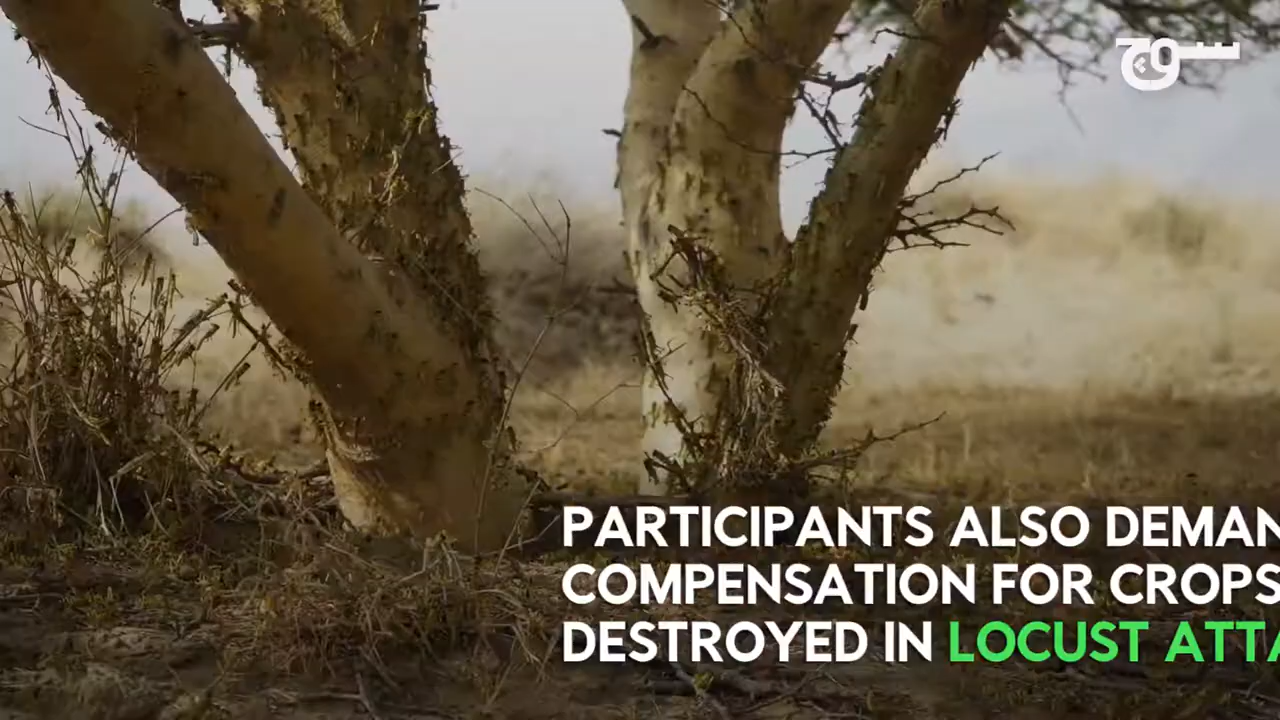 PARTICIPANTS ALSO DEMAN
COMPENSATION FOR CROPS
DESTROYED IN LOCUST ATTA